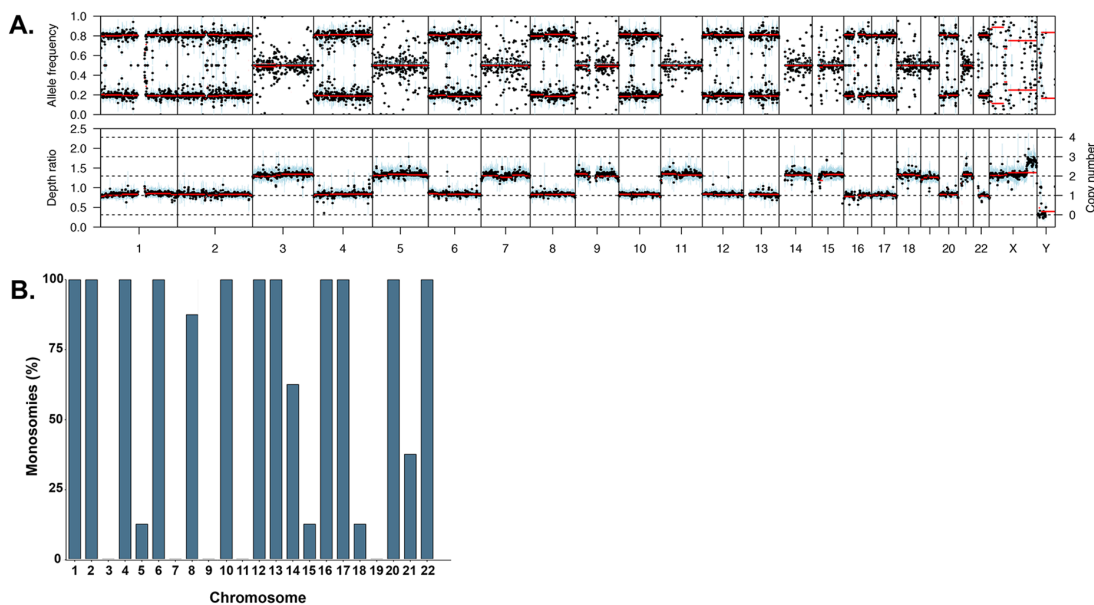 A.
Allele frequency
1.0
0.8
0.6
0.4
0.2
0.0
Depth ratio
2.5
2.0
1.5
1.0
0.5
0.0
4
3
2
1
0
Copy number
1 2 3 4 5 6 7 8 9 10 11 12 13 14 15 16 17 18 20 22 X Y
B.
Monosomies (%)
100
75
50
25
0
1 2 3 4 5 6 7 8 9 10 11 12 13 14 15 16 17 18 19 20 21 22
Chromosome